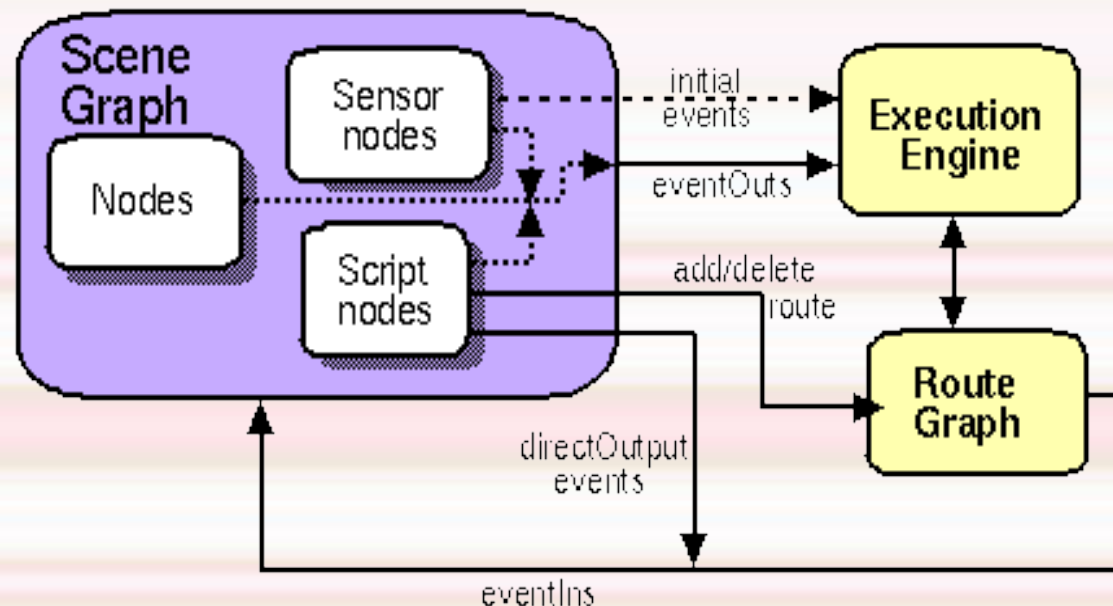 Scene
Graph
Nodes
Sensor
nodes
Script
nodes
initial
events
eventOuts
add/delete
route
directOutput
events
eventIns
Execution
Engine
Route
Graph